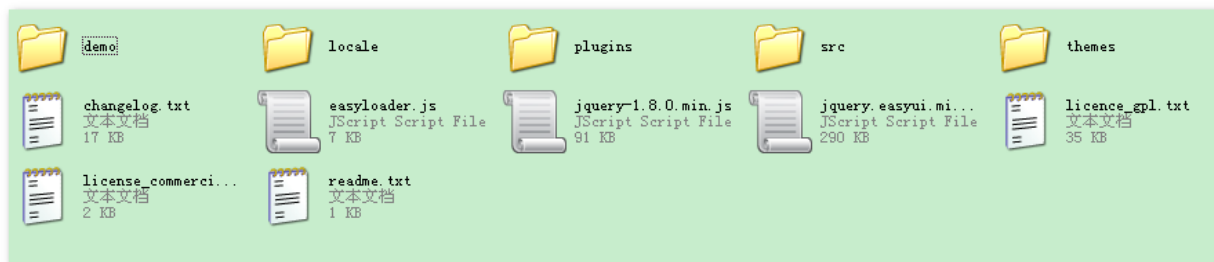 demo
locale
plugins
src
themes
changelog.txt
文本文档
17 KB
easyloader.js
JScript Script File
7 KB
jquery-1.8.0.min.js
JScript Script File
91 KB
jquery.easyui.mi...
JScript Script File
290 KB
licence_gpl.txt
文本文档
35 KB
license_commerci...
文本文档
2 KB
readme.txt
文本文档
1 KB